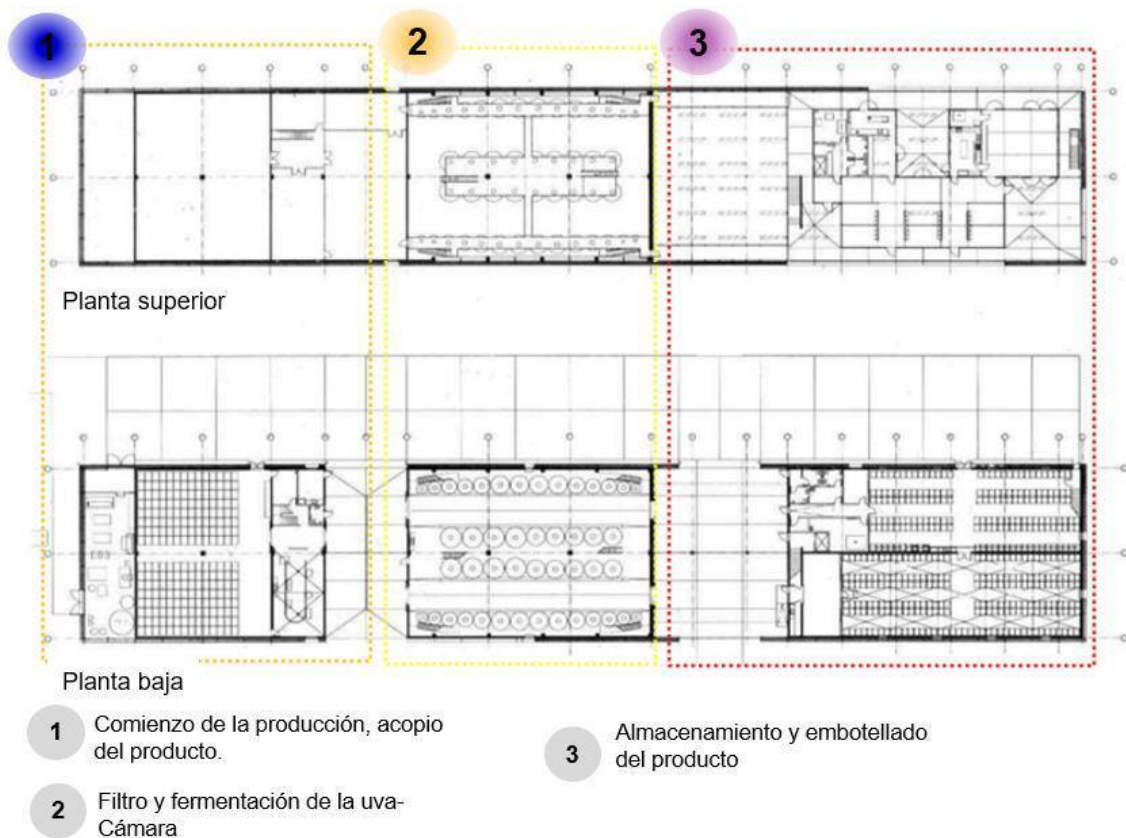 1
2
3
Planta superior
Planta baja
1
Comienzo de la producción, acopio
del producto.
2
Filtro y fermentación de la uva-
Cámara
3
Almacenamiento y embotellado
del producto